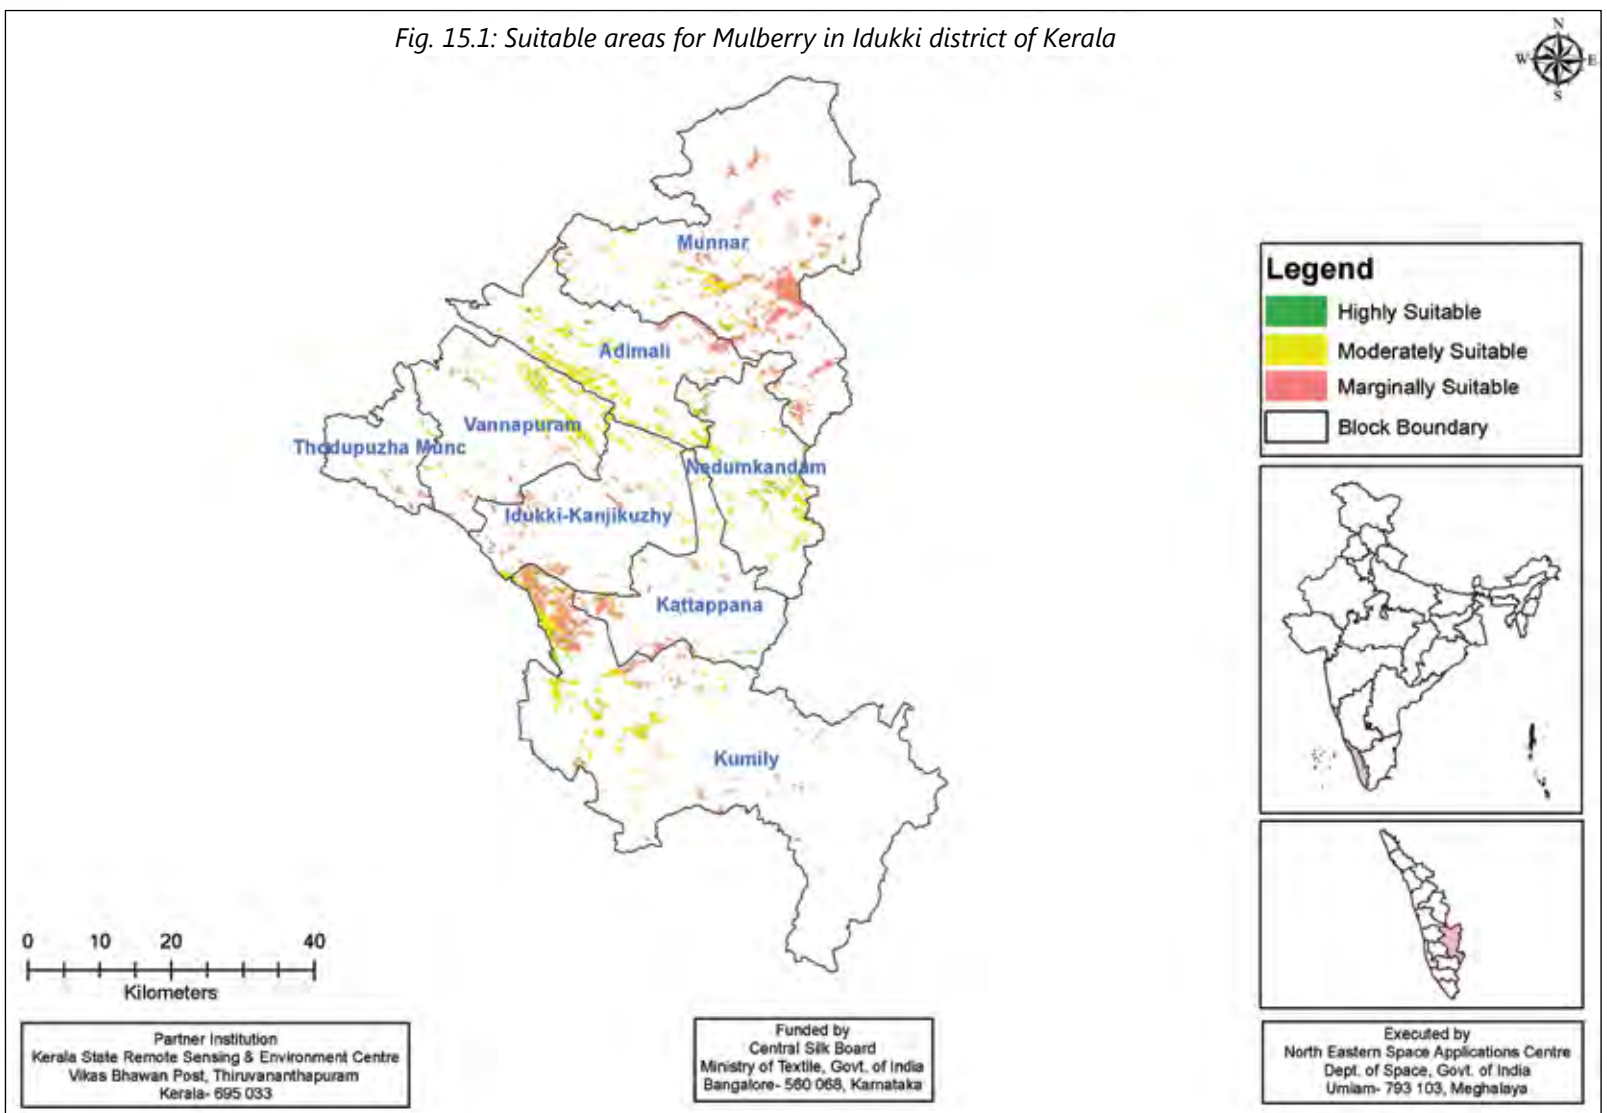 Fig. 15.1: Suitable areas for Mulberry in Idukki district of Kerala
N
W E
S
Munnar
Adimali
Vannapuram
Thodupuzha Munc
Nedumkandam
Idukki-Kanjikuzhy
Kattappana
Kumily
Legend
Highly Suitable
Moderately Suitable
Marginally Suitable
Block Boundary
0 10 20 40
Kilometers
Partner Institution
Kerala State Remote Sensing & Environment Centre
Vikas Bhawan Post, Thiruvananthapuram
Kerala- 695 033
Funded by
Central Silk Board
Ministry of Textile, Govt. of India
Bangalore- 560 068, Karnataka
Executed by
North Eastern Space Applications Centre
Dept. of Space, Govt. of India
Umiam- 793 103, Meghalaya